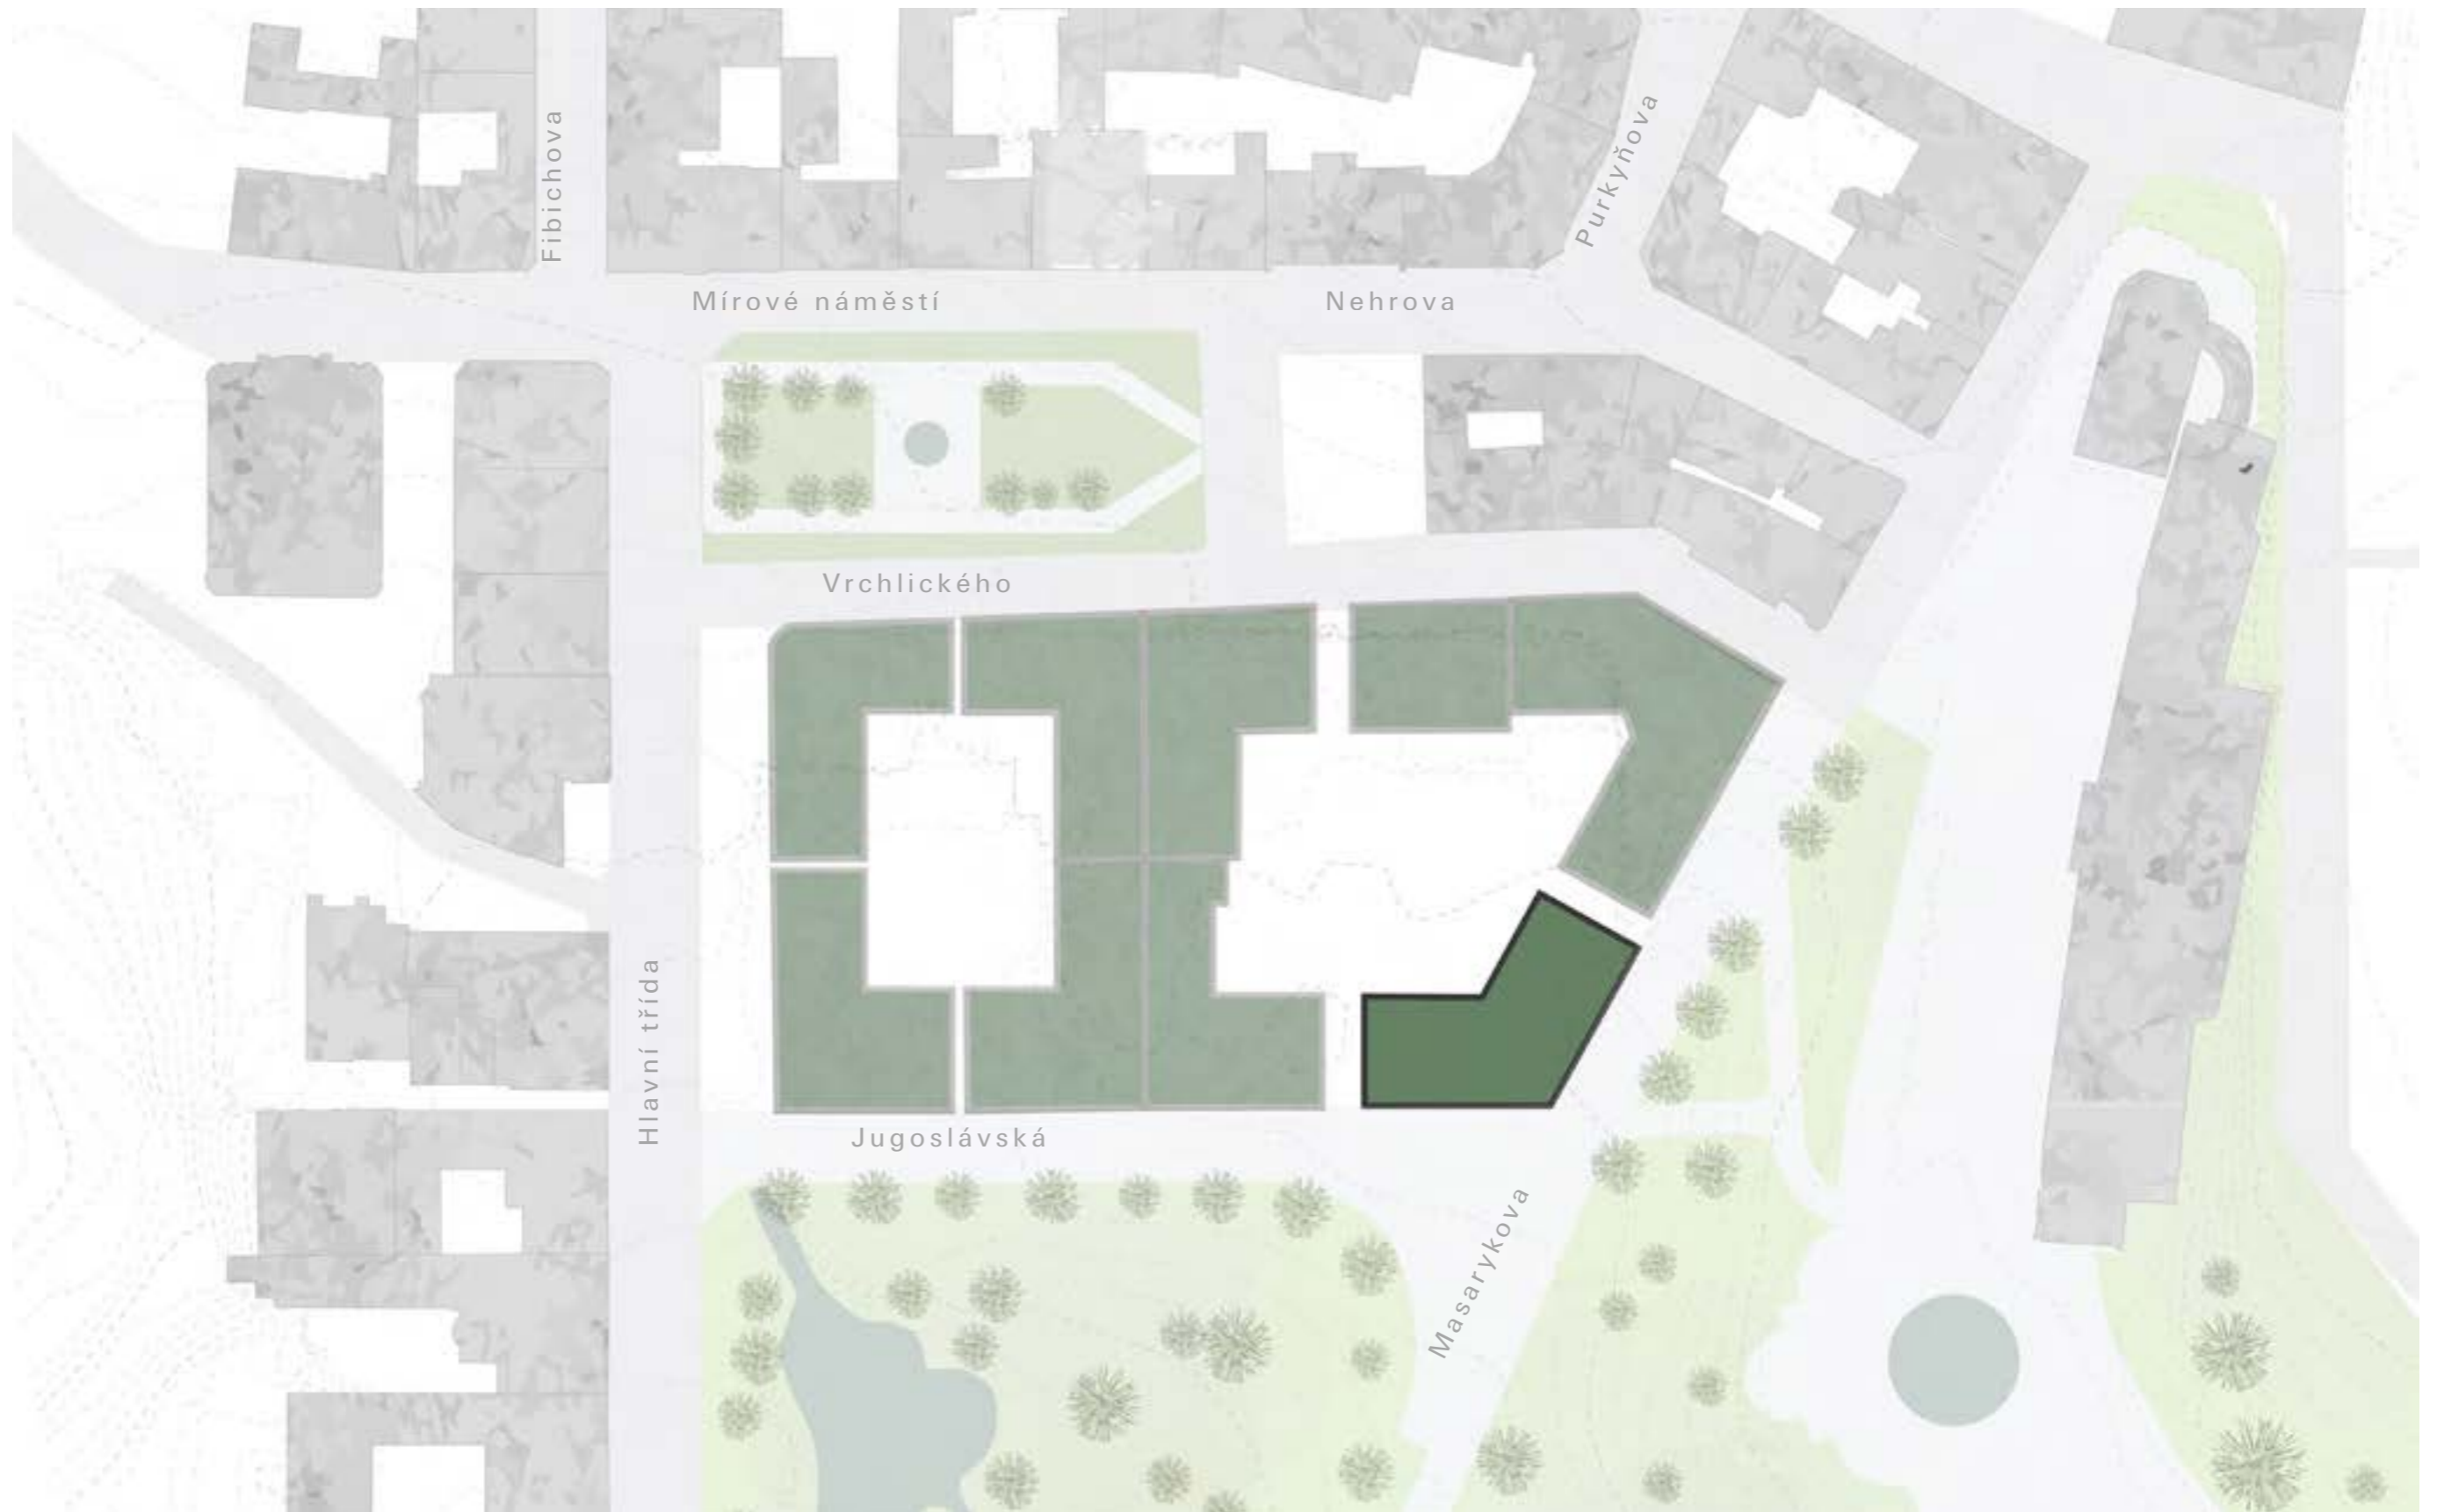 Fibichova
Purkyňova
Mírové náměstí
Nehrova
Vrchlického
Hlavní třída
Jugoslávská
Masarykova